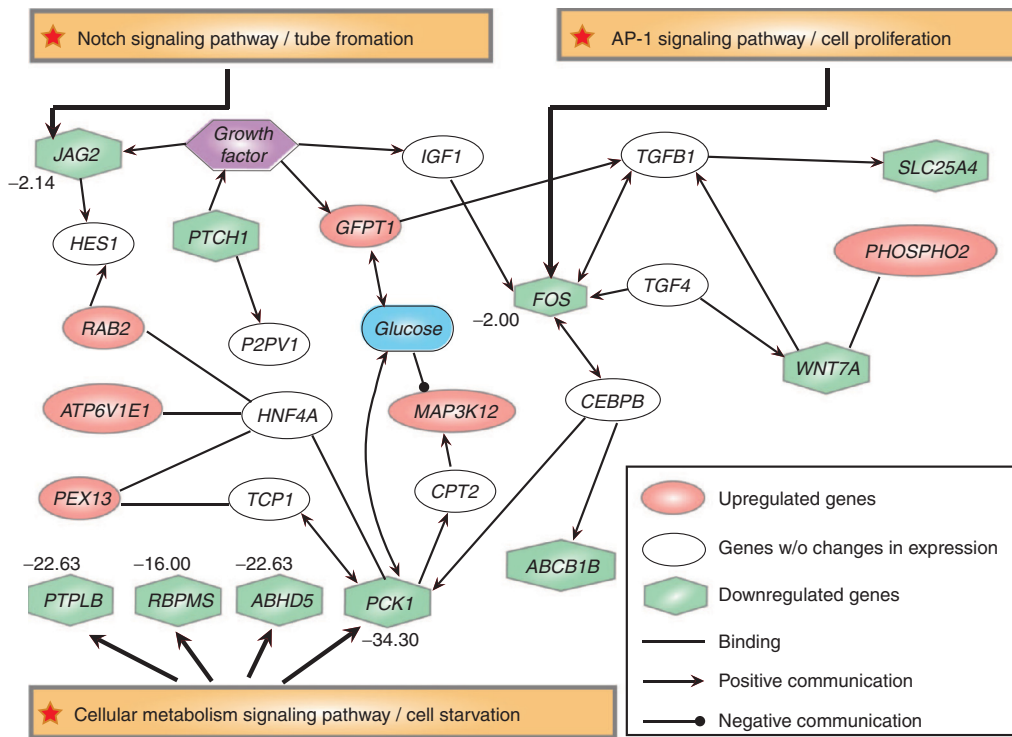 Notch signaling pathway / tube fromation
AP-1 signaling pathway / cell proliferation
Growth
factor
JAG2
IGF1
TGFB1
SLC25A4
−2.14
HES1
PTCH1
GFPT1
PHOSPHO2
FOS
TGF4
−2.00
RAB2
P2PV1
Glucose
WNT7A
ATP6V1E1
HNF4A
MAP3K12
CEBPB
PEX13
TCP1
CPT2
Upregulated genes
Genes w/o changes in expression
ABCB1B
−22.63
−16.00
−22.63
PTPLB
RBPMS
ABHD5
PCK1
Downregulated genes
−34.30
Binding
Positive communication
Negative communication
Cellular metabolism signaling pathway / cell starvation